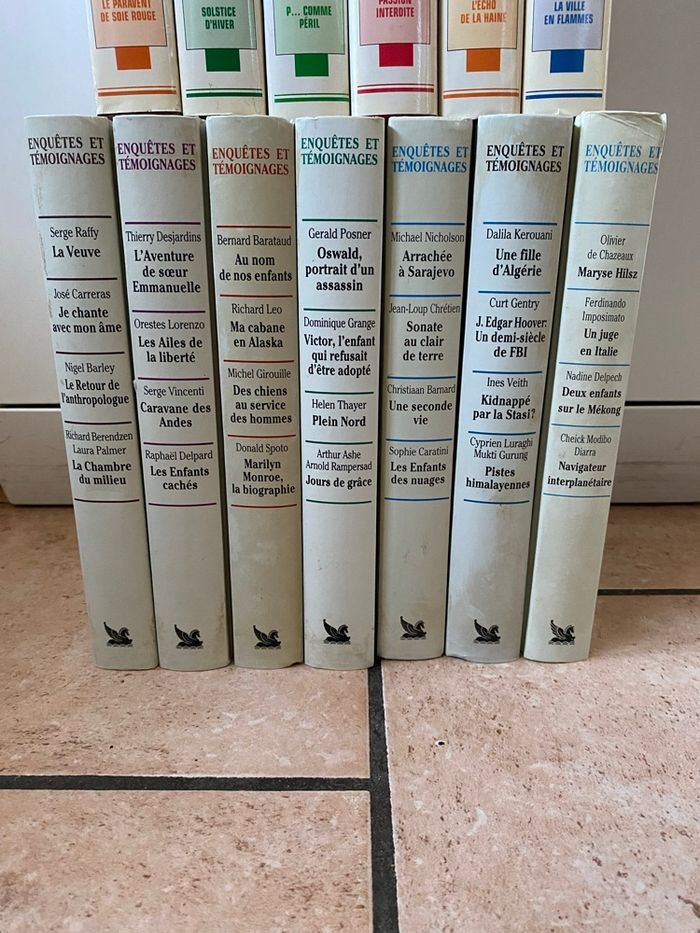 LE PARAVENT
DE SOIE ROUGE
SOLSTICE
D'HIVER
P... COMME
PÉRIL
PASSION
INTERDITE
L'ÉCHO
DE LA HAINE
LA VILLE
EN FLAMMES
ENQUÊTES ET
TÉMOIGNAGES
Serge Raffy
La Veuve
José Carreras
Je chante
avec mon âme
Nigel Barley
Le Retour de
l'anthropologue
Richard Berendzen
Laura Palmer
La Chambre
du milieu
ENQUÊTES ET
TÉMOIGNAGES
Thierry Desjardins
L'Aventure
de sœur
Emmanuelle
Orestes Lorenzo
Les Ailes de
la liberté
Serge Vincenti
Caravane des
Andes
Raphaël Delpard
Les Enfants
cachés
ENQUÊTES ET
TÉMOIGNAGES
Bernard Barataud
Au nom
de nos enfants
Richard Leo
Ma cabane
en Alaska
Michel Girouille
Des chiens
au service
des hommes
Donald Spoto
Marilyn
Monroe,
la biographie
ENQUÊTES ET
TÉMOIGNAGES
Gerald Posner
Oswald,
portrait d'un
assassin
Dominique Grange
Victor, l'enfant
qui refusait
d'être adopté
Helen Thayer
Plein Nord
Arthur Ashe
Arnold Rampersad
Jours de grâce
ENQUÊTES ET
TÉMOIGNAGES
Michael Nicholson
Arrachée
à Sarajevo
Jean-Loup Chrétien
Sonate
au clair
de terre
Christiaan Barnard
Une seconde
vie
Sophie Caratini
Les Enfants
des nuages
ENQUÊTES ET
TÉMOIGNAGES
Dalila Kerouani
Une fille
d'Algérie
Curt Gentry
J. Edgar Hoover:
Un demi-siècle
de FBI
Ines Veith
Kidnappé
par la Stasi?
Cyprien Luraghi
Mukti Gurung
Pistes
himalayennes
ENQUÊTES ET
TÉMOIGNAGES
Olivier
de Chazeaux
Maryse Hilsz
Ferdinando
Imposimato
Un juge
en Italie
Nadine Delpech
Deux enfants
sur le Mékong
Cheick Modibo
Diarra
Navigateur
interplanétaire